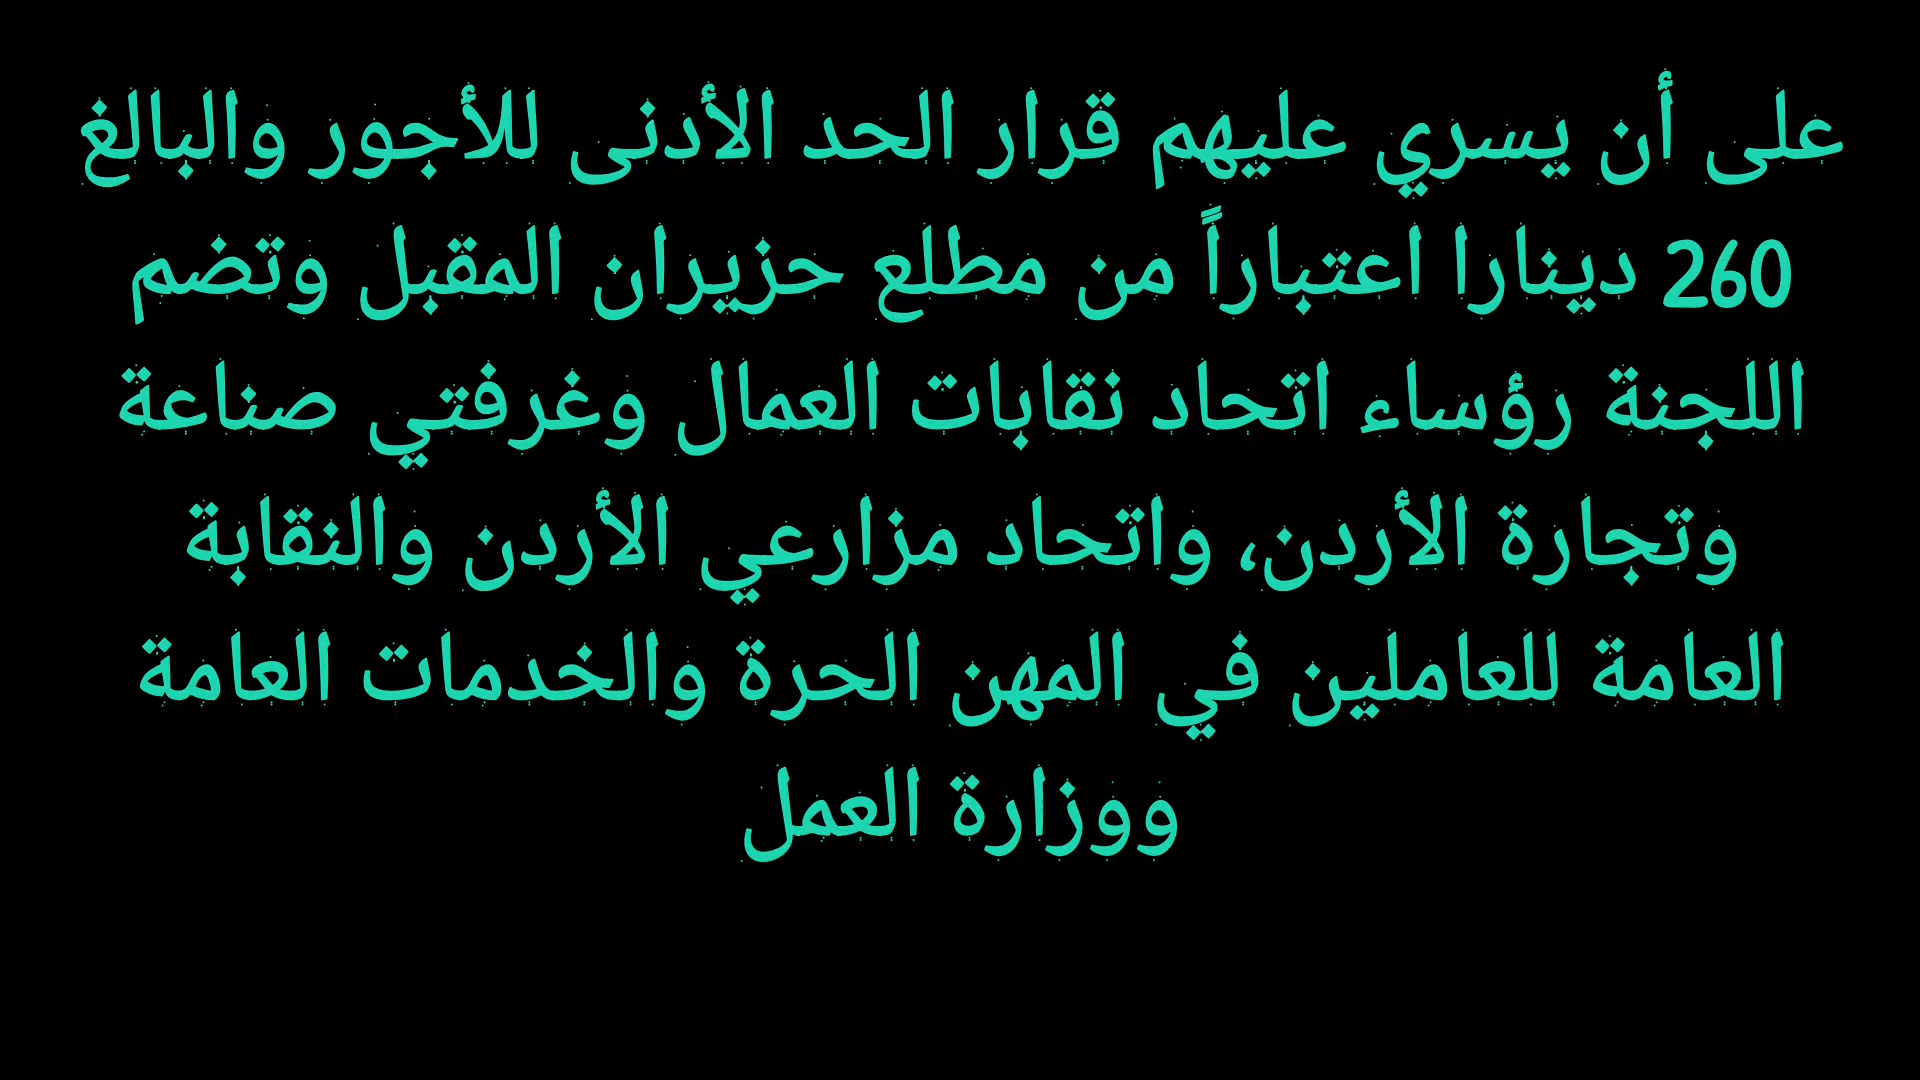 على أن يسري عليهم قرار الحد الأدنى للأجور والبالغ
260 دينارا اعتباراً من مطلع حزيران المقبل وتضم
اللجنة رؤساء اتحاد نقابات العمال وغرفتي صناعة
وتجارة الأردن، واتحاد مزارعي الأردن والنقابة
العامة للعاملين في المهن الحرة والخدمات العامة
ووزارة العمل